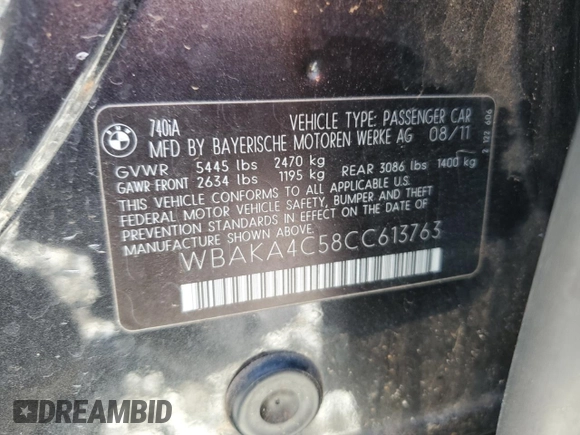 BMW
740iA VEHICLE TYPE: PASSENGER CAR
MFD BY BAYERISCHE MOTOREN WERKE AG 08/11
GVWR 5445 lbs 2470 kg
GAWR FRONT 2634 lbs 1195 kg REAR 3086 lbs 1400 kg
THIS VEHICLE CONFORMS TO ALL APPLICABLE U.S.
FEDERAL MOTOR VEHICLE SAFETY, BUMPER, AND THEFT
PREVENTION STANDARDS IN EFFECT ON THE DATE OF
MANUFACTURE SHOWN ABOVE.
WBAKA4C58CC613763
DREAMBID